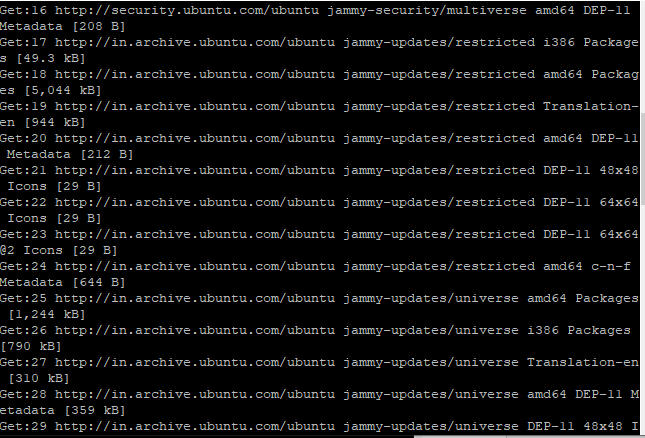 Get:16 http://security.ubuntu.com/ubuntu jammy-security/multiverse amd64 DEP-11
Metadata [208 B]
Get:17 http://in.archive.ubuntu.com/ubuntu jammy-updates/restricted i386 Package
s [49.3 kB]
Get:18 http://in.archive.ubuntu.com/ubuntu jammy-updates/restricted amd64 Packag
es [5,044 kB]
Get:19 http://in.archive.ubuntu.com/ubuntu jammy-updates/restricted Translation-
en [944 kB]
Get:20 http://in.archive.ubuntu.com/ubuntu jammy-updates/restricted amd64 DEP-11
 Metadata [212 B]
Get:21 http://in.archive.ubuntu.com/ubuntu jammy-updates/restricted DEP-11 48x48
 Icons [29 B]
Get:22 http://in.archive.ubuntu.com/ubuntu jammy-updates/restricted DEP-11 64x64
 Icons [29 B]
Get:23 http://in.archive.ubuntu.com/ubuntu jammy-updates/restricted DEP-11 64x64
@2 Icons [29 B]
Get:24 http://in.archive.ubuntu.com/ubuntu jammy-updates/restricted amd64 c-n-f
Metadata [644 B]
Get:25 http://in.archive.ubuntu.com/ubuntu jammy-updates/universe amd64 Packages
 [1,244 kB]
Get:26 http://in.archive.ubuntu.com/ubuntu jammy-updates/universe i386 Packages
[790 kB]
Get:27 http://in.archive.ubuntu.com/ubuntu jammy-updates/universe Translation-en
 [310 kB]
Get:28 http://in.archive.ubuntu.com/ubuntu jammy-updates/universe amd64 DEP-11 M
etadata [359 kB]
Get:29 http://in.archive.ubuntu.com/ubuntu jammy-updates/universe DEP-11 48x48 I